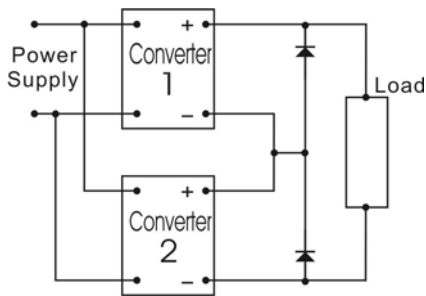 Power
Supply
+
Converter
1
−
Load
+
Converter
2
−